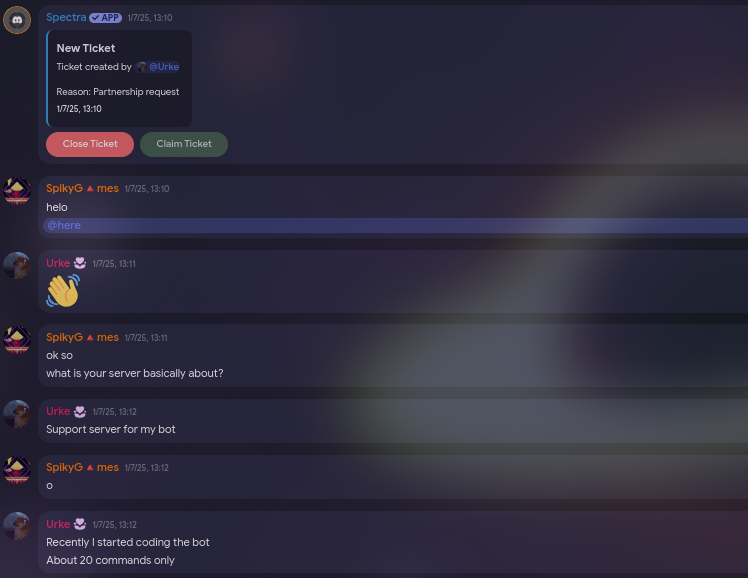 Spectra ✓ APP 1/7/25, 13:10
New Ticket
Ticket created by @Urke
Reason: Partnership request
1/7/25, 13:10
Close Ticket Claim Ticket
SpikyG🔺mes 1/7/25, 13:10
helo
@here
Urke 1/7/25, 13:11
👋
SpikyG🔺mes 1/7/25, 13:11
ok so
what is your server basically about?
Urke 1/7/25, 13:12
Support server for my bot
SpikyG🔺mes 1/7/25, 13:12
o
Urke 1/7/25, 13:12
Recently I started coding the bot
About 20 commands only